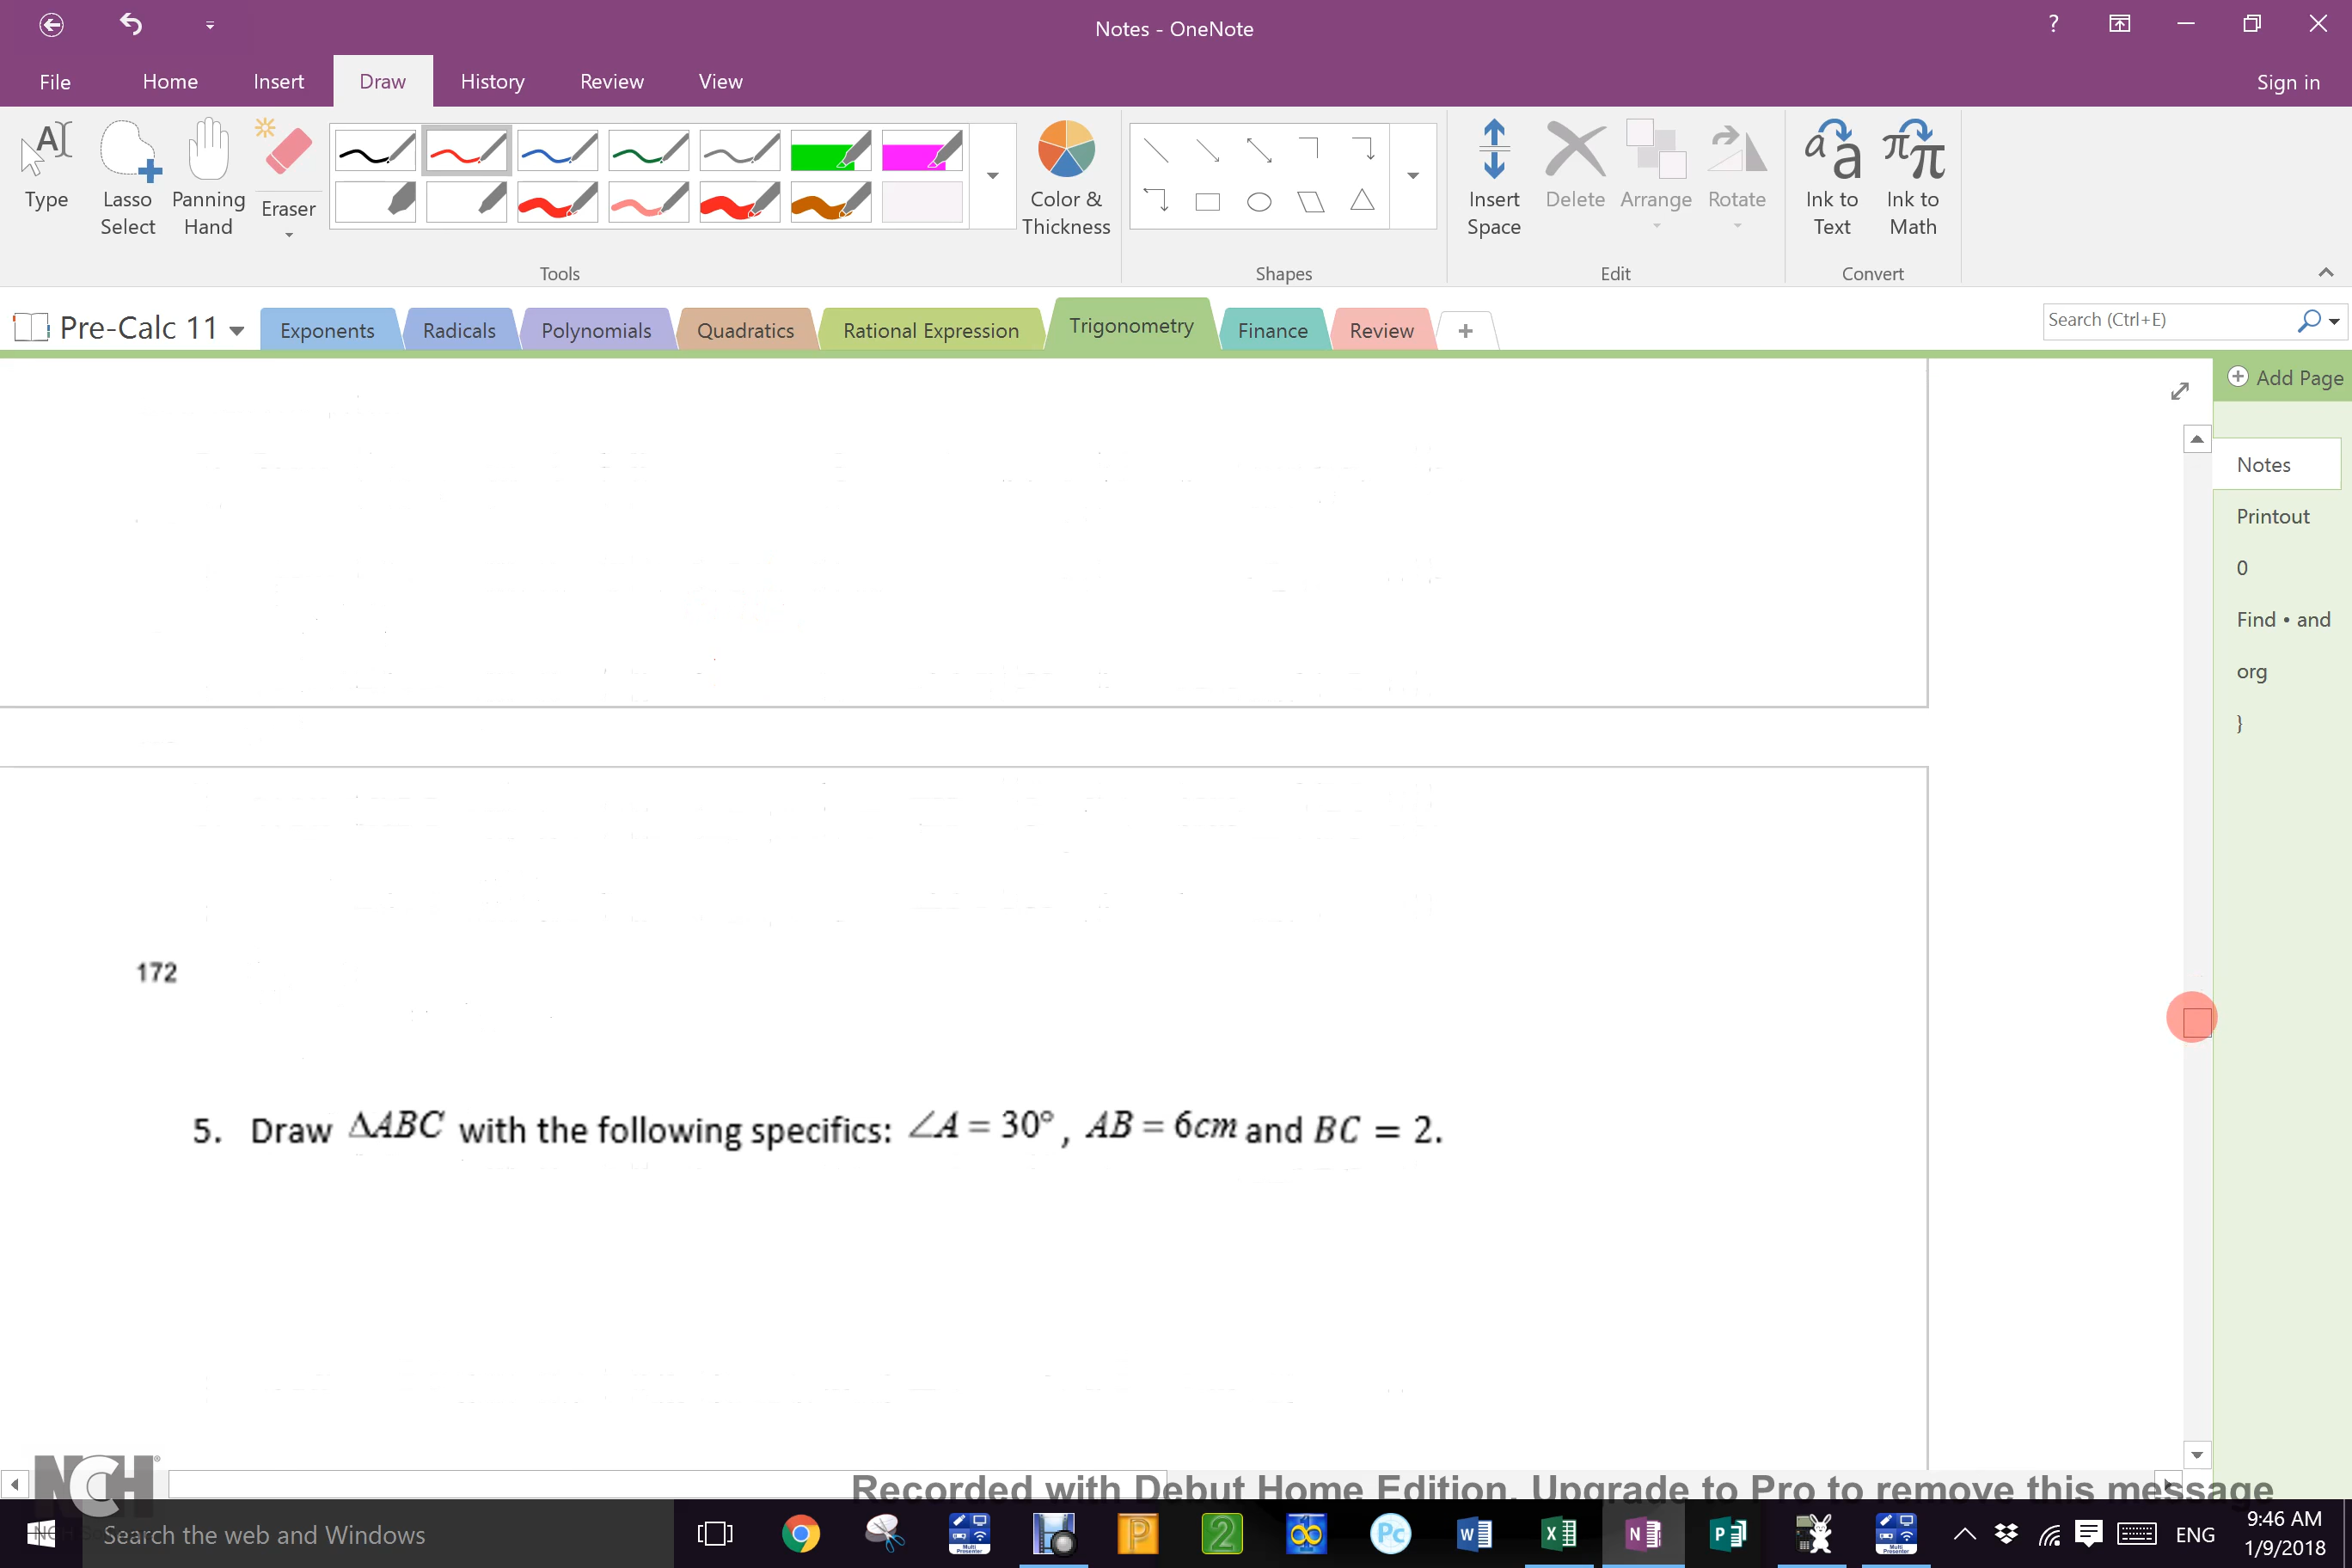 Notes - OneNote
?
File Home Insert Draw History Review View Sign in
Type
Lasso Select
Panning Hand
Eraser
Color & Thickness
Insert Space
Delete
Arrange
Rotate
Ink to Text
Ink to Math
Tools Shapes Edit Convert
Pre-Calc 11 Exponents Radicals Polynomials Quadratics Rational Expression Trigonometry Finance Review + Search (Ctrl+E)
Add Page
Notes
Printout
0
Find • and
org
}
172
5. Draw ΔABC with the following specifics: ∠A = 30°, AB = 6cm and BC = 2.
NCH
Recorded with Debut Home Edition. Upgrade to Pro to remove this message
Search the web and Windows
ENG
9:46 AM
1/9/2018